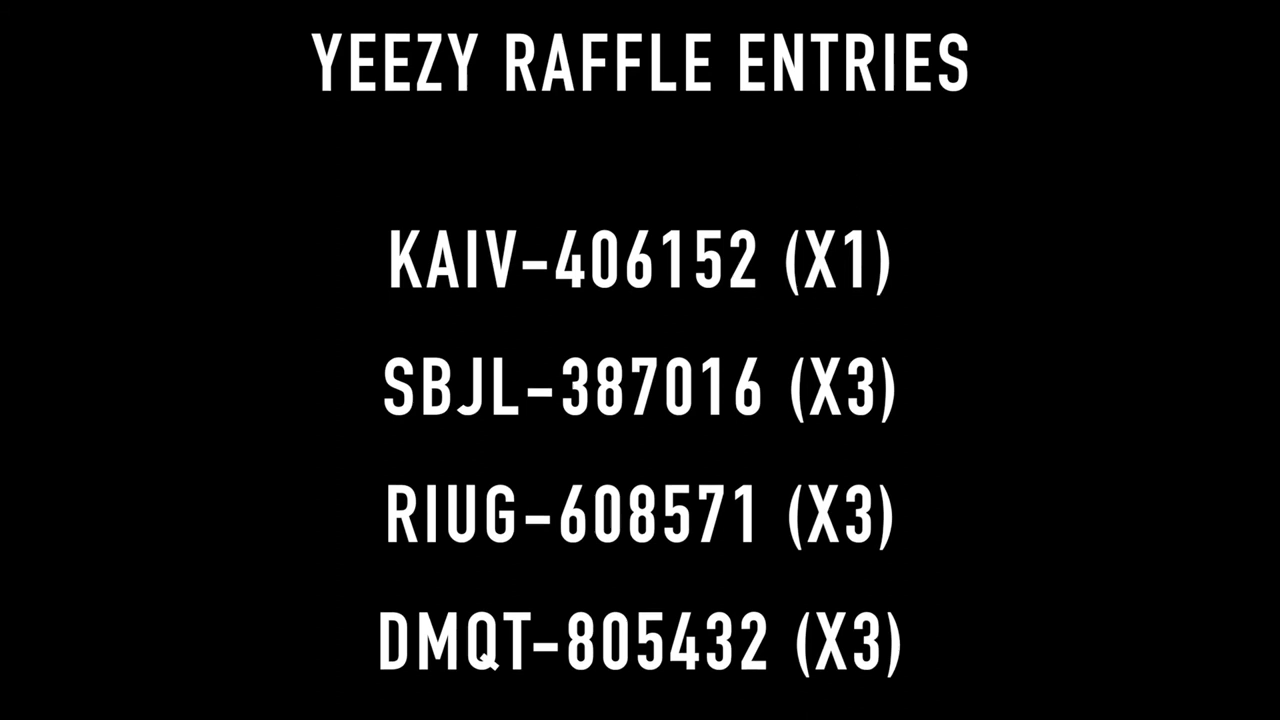 YEEZY RAFFLE ENTRIES
KAIV-406152 (X1)
SBJL-387016 (X3)
RIUG-608571 (X3)
DMQT-805432 (X3)